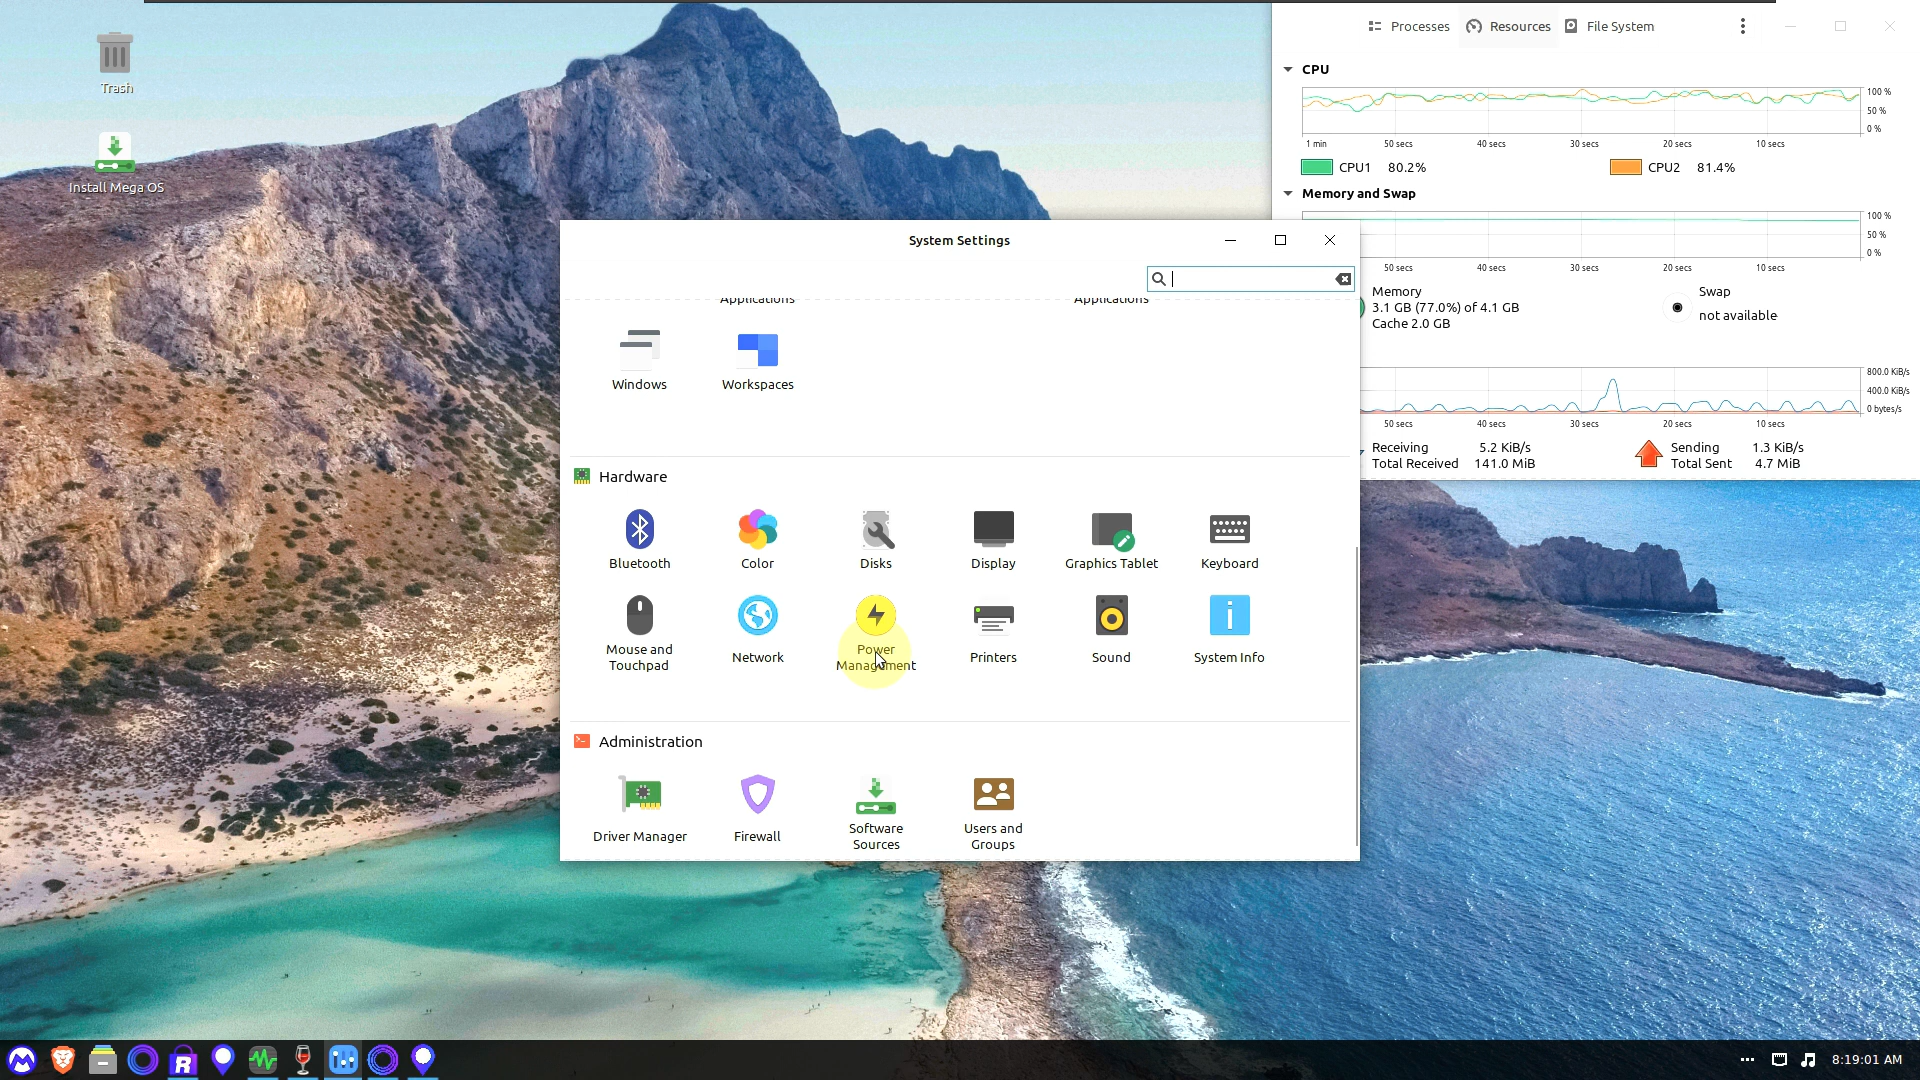 Trash
Install Mega OS
Processes
Resources
File System
CPU
100 %
50 %
0 %
1 min
50 secs
40 secs
30 secs
20 secs
10 secs
CPU1 80.2%
CPU2 81.4%
Memory and Swap
100 %
50 %
0 %
50 secs
40 secs
30 secs
20 secs
10 secs
Memory
3.1 GB (77.0%) of 4.1 GB
Cache 2.0 GB
Swap
not available
800.0 KiB/s
400.0 KiB/s
0 bytes/s
50 secs
40 secs
30 secs
20 secs
10 secs
Receiving 5.2 KiB/s
Total Received 141.0 MiB
Sending 1.3 KiB/s
Total Sent 4.7 MiB
System Settings
Applications
Applications
Windows
Workspaces
Hardware
Bluetooth
Color
Disks
Display
Graphics Tablet
Keyboard
Mouse and
Touchpad
Network
Power
Management
Printers
Sound
System Info
Administration
Driver Manager
Firewall
Software
Sources
Users and
Groups
8:19:01 AM